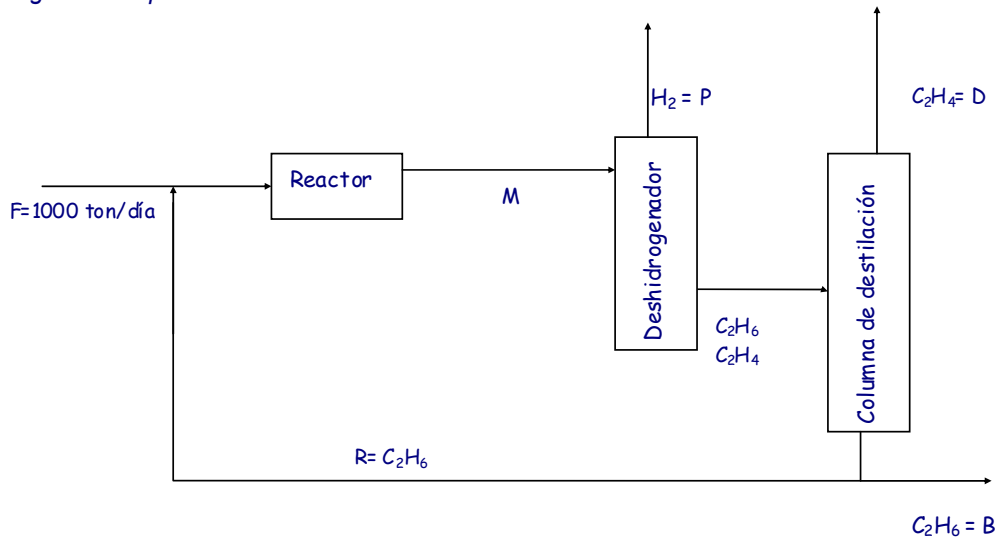 H₂ = P
C₂H₄= D
Reactor
F=1000 ton/día
M
Deshidrogenador
Columna de destilación
C₂H₆
C₂H₄
R= C₂H₆
C₂H₆ = B